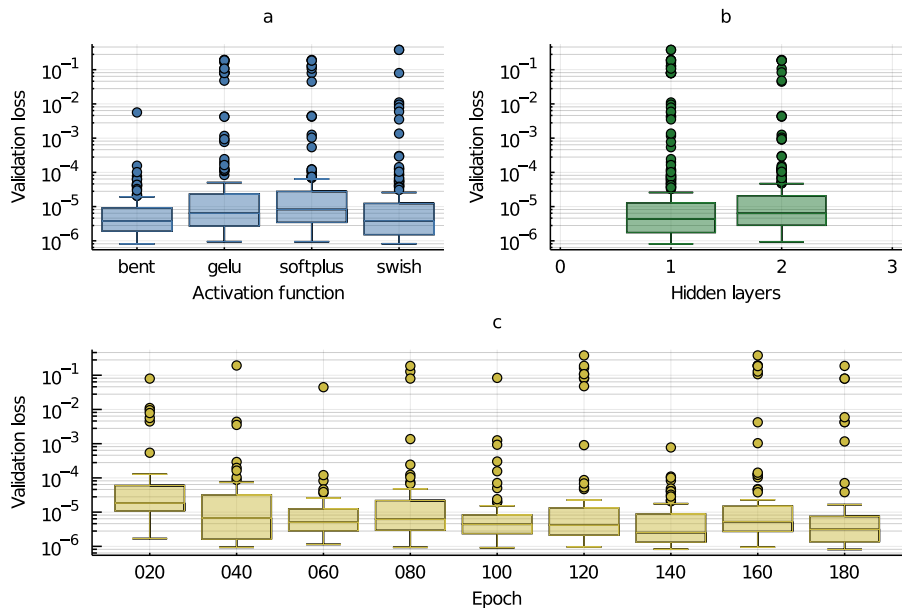 a
Validation loss
10⁻¹
10⁻²
10⁻³
10⁻⁴
10⁻⁵
10⁻⁶
bent gelu softplus swish
Activation function
b
Validation loss
10⁻¹
10⁻²
10⁻³
10⁻⁴
10⁻⁵
10⁻⁶
0 1 2 3
Hidden layers
c
Validation loss
10⁻¹
10⁻²
10⁻³
10⁻⁴
10⁻⁵
10⁻⁶
020 040 060 080 100 120 140 160 180
Epoch